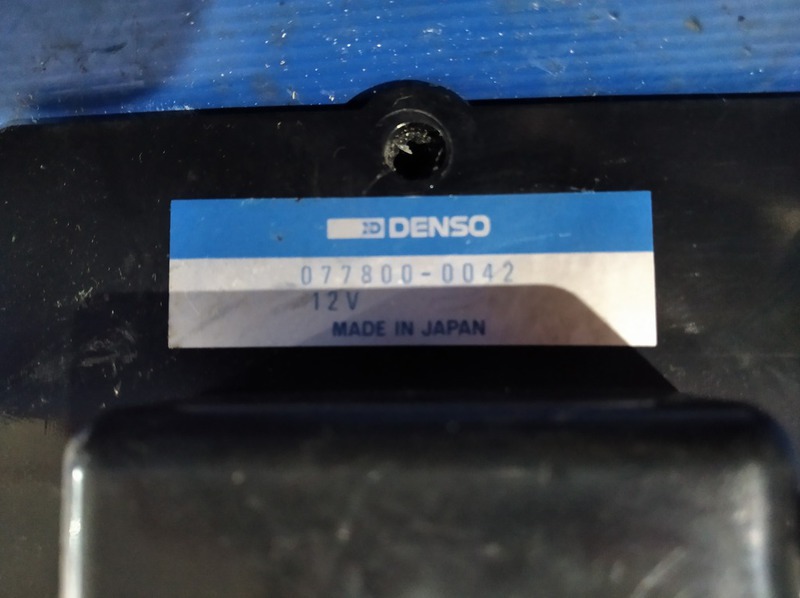 DENSO
077800-0042
12V
MADE IN JAPAN